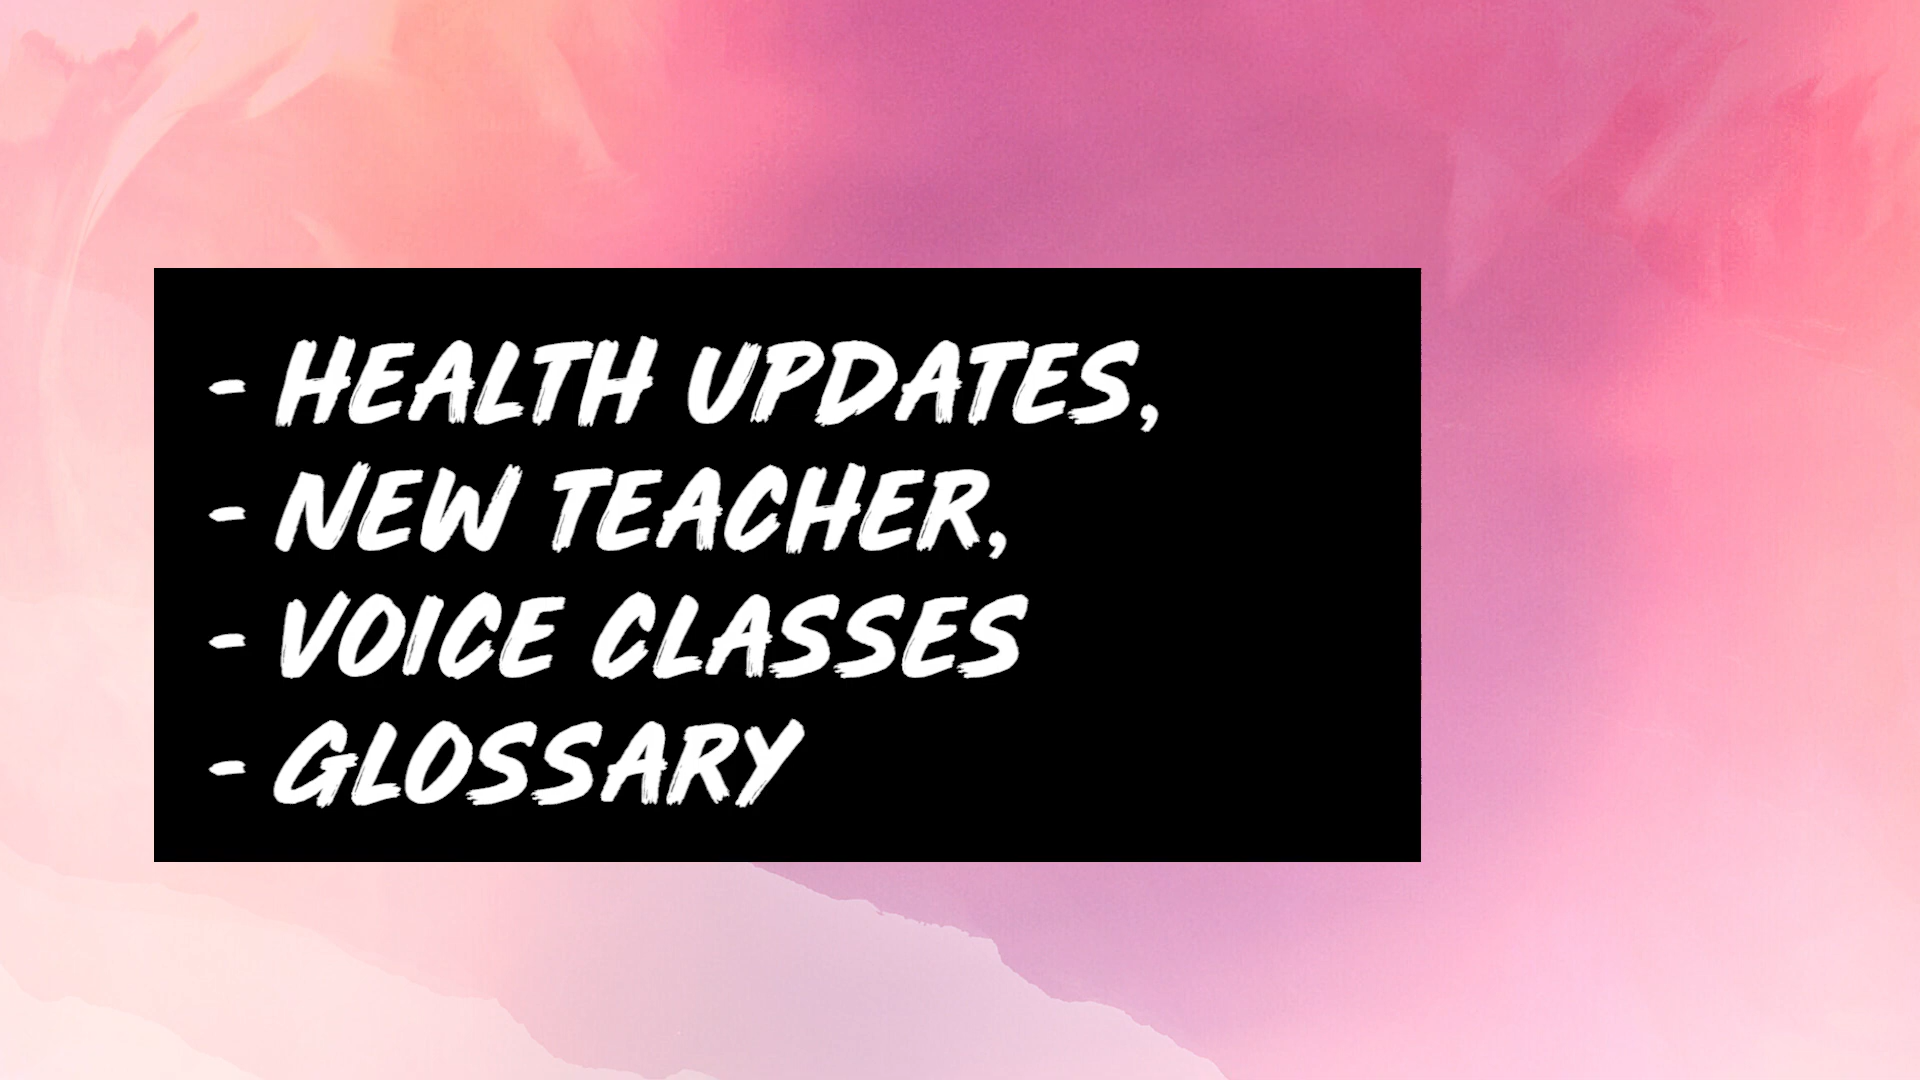 - HEALTH UPDATES,
- NEW TEACHER,
- VOICE CLASSES
- GLOSSARY